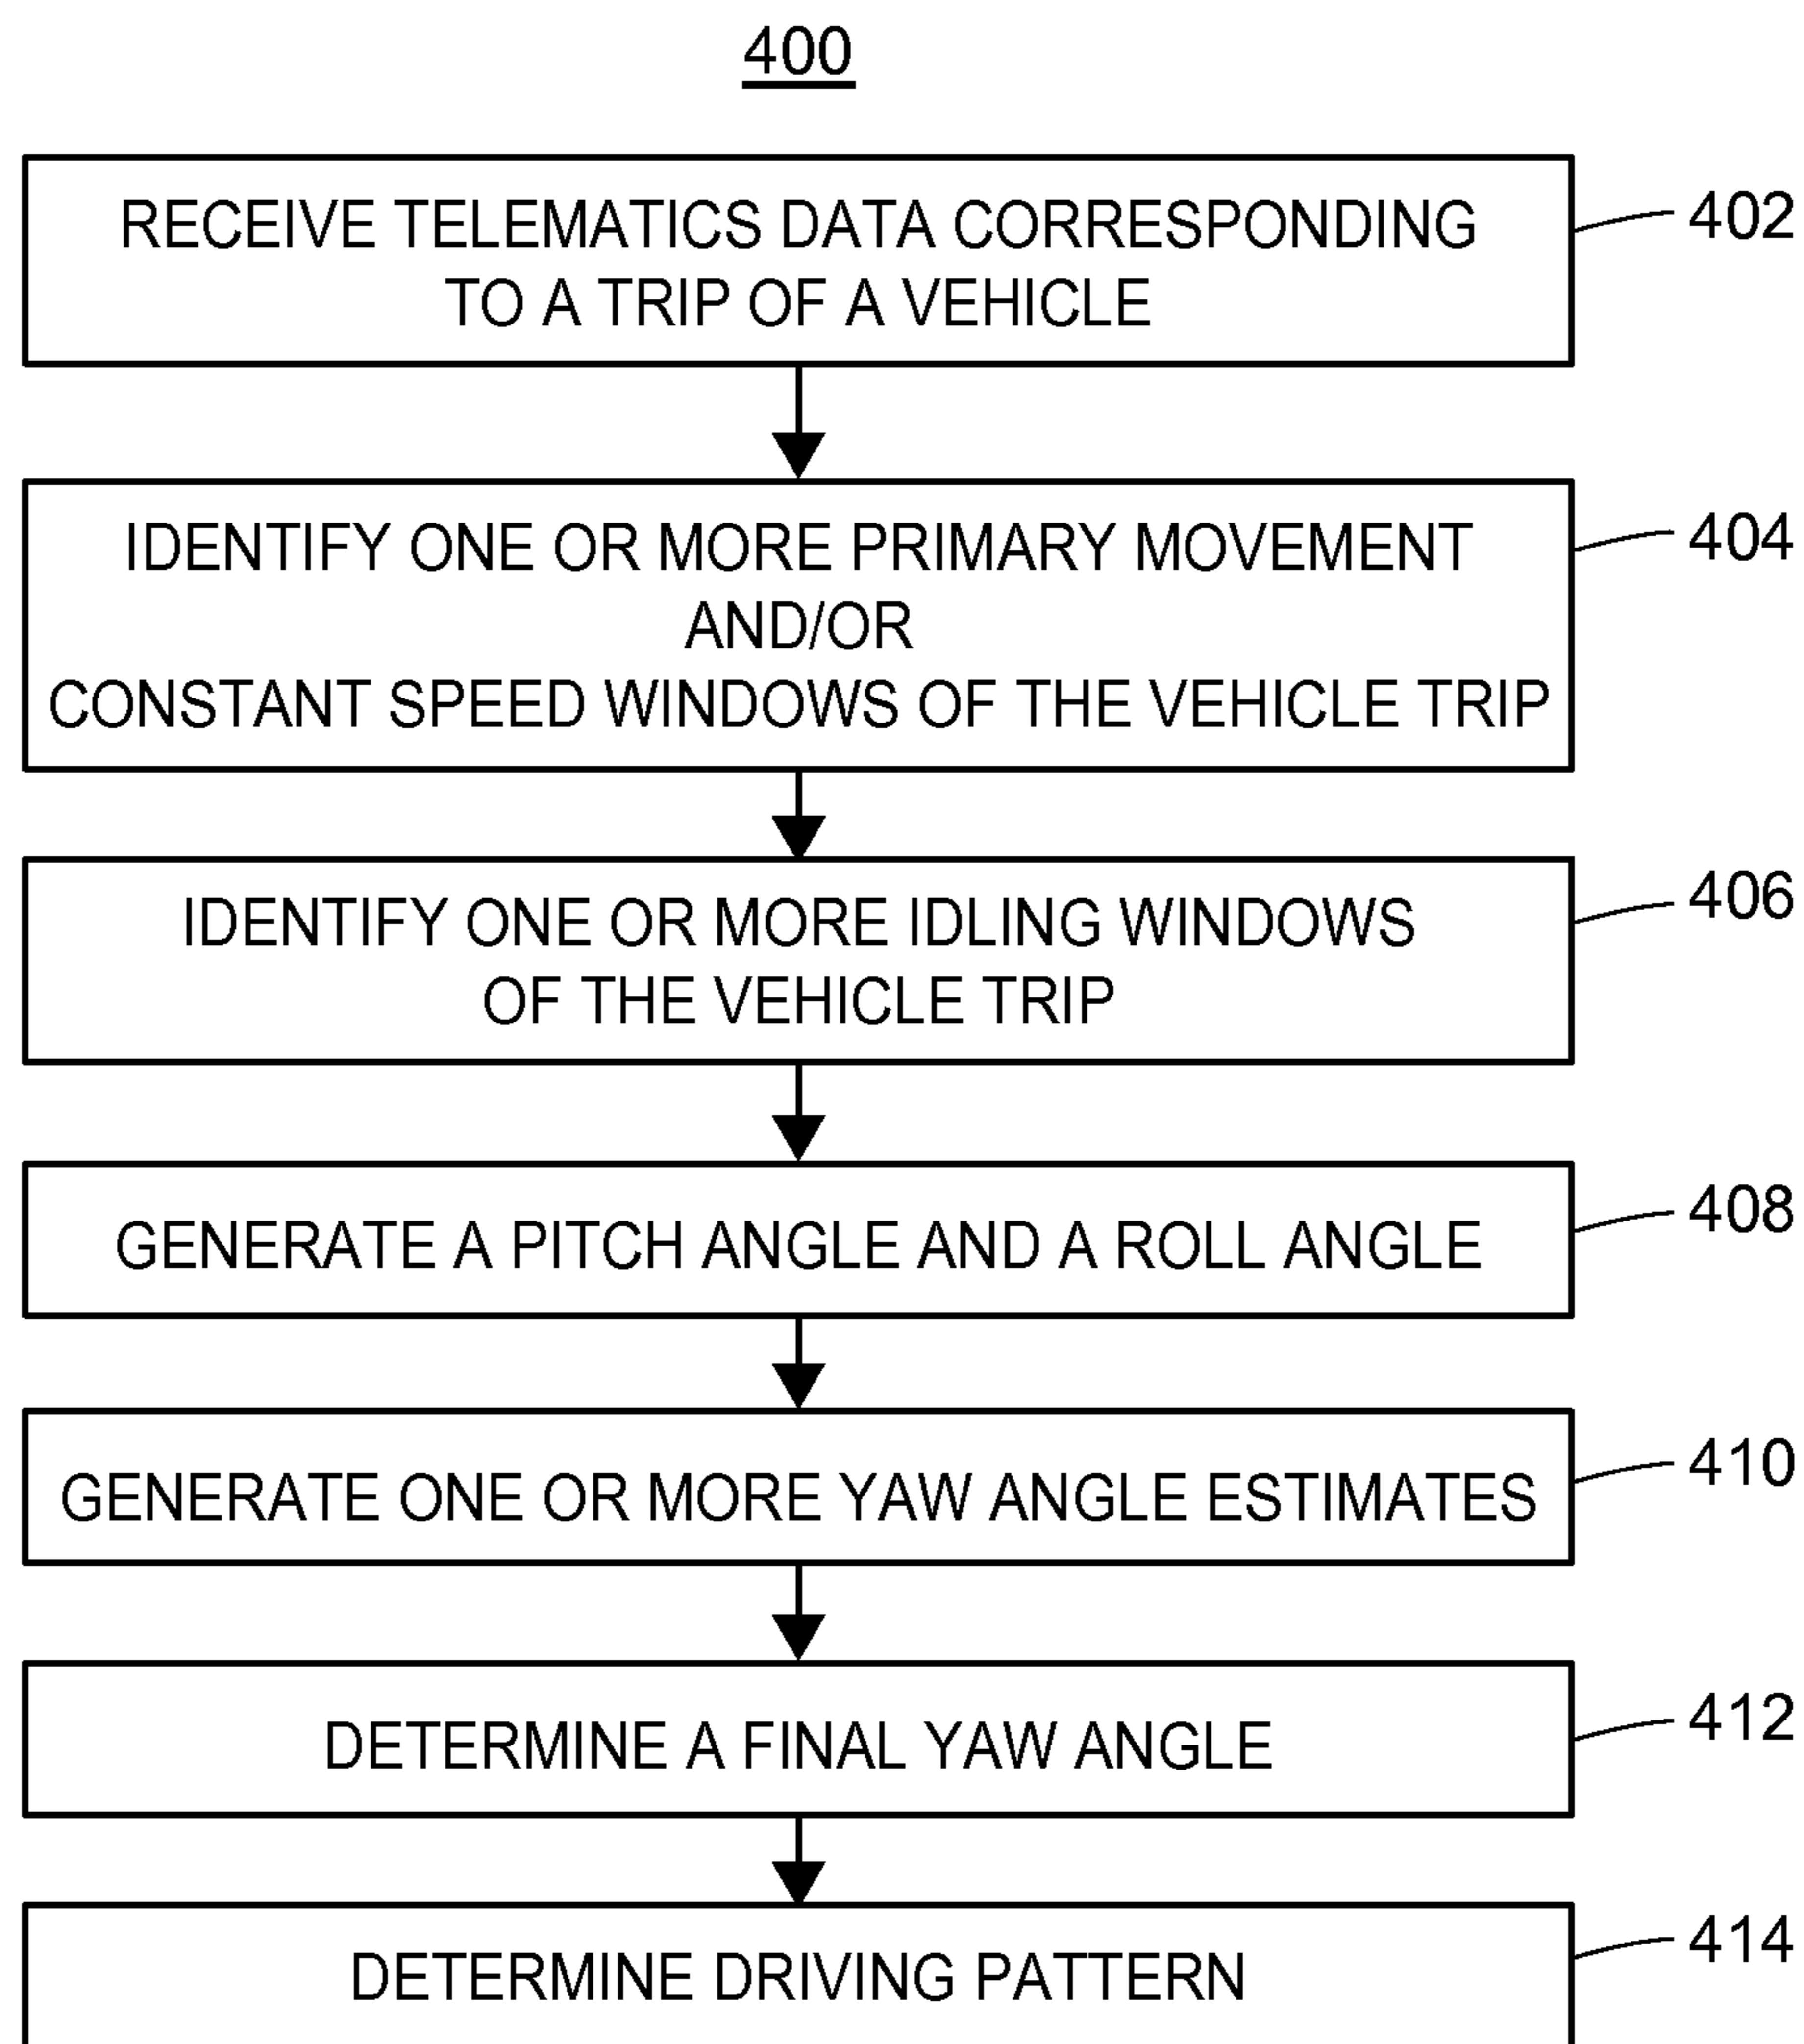 400
RECEIVE TELEMATICS DATA CORRESPONDING
TO A TRIP OF A VEHICLE
402
IDENTIFY ONE OR MORE PRIMARY MOVEMENT
AND/OR
CONSTANT SPEED WINDOWS OF THE VEHICLE TRIP
404
IDENTIFY ONE OR MORE IDLING WINDOWS
OF THE VEHICLE TRIP
406
GENERATE A PITCH ANGLE AND A ROLL ANGLE
408
GENERATE ONE OR MORE YAW ANGLE ESTIMATES
410
DETERMINE A FINAL YAW ANGLE
412
DETERMINE DRIVING PATTERN
414